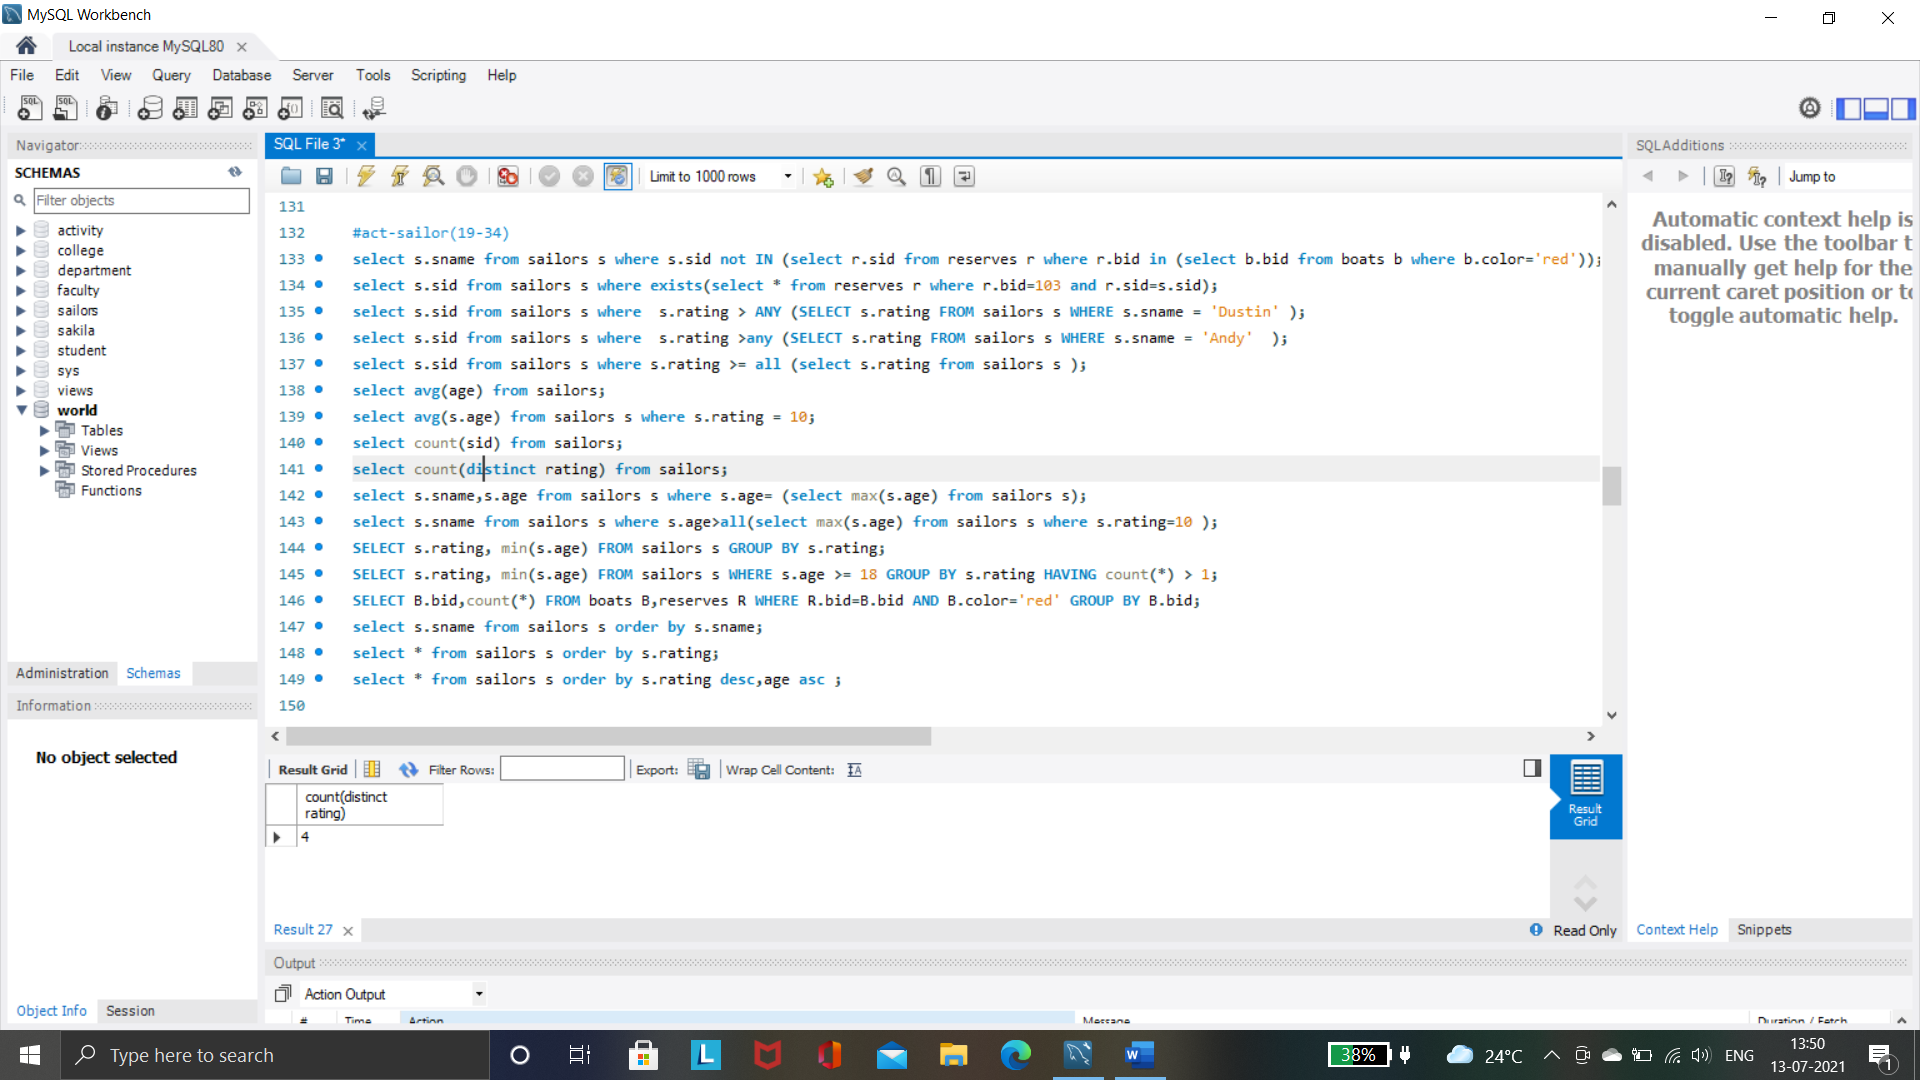 MySQL Workbench
Local instance MySQL80
File Edit View Query Database Server Tools Scripting Help
Navigator
SCHEMAS
Filter objects
activity
college
department
faculty
sailors
sakila
student
sys
views
world
Tables
Views
Stored Procedures
Functions
Administration Schemas
Information
No object selected
Object Info Session
SQL File 3*
Limit to 1000 rows
131
132 #act-sailor(19-34)
133 select s.sname from sailors s where s.sid not IN (select r.sid from reserves r where r.bid in (select b.bid from boats b where b.color='red'));
134 select s.sid from sailors s where exists(select * from reserves r where r.bid=103 and r.sid=s.sid);
135 select s.sid from sailors s where  s.rating > ANY (SELECT s.rating FROM sailors s WHERE s.sname = 'Dustin' );
136 select s.sid from sailors s where  s.rating >any (SELECT s.rating FROM sailors s WHERE s.sname = 'Andy'  );
137 select s.sid from sailors s where s.rating >= all (select s.rating from sailors s );
138 select avg(age) from sailors;
139 select avg(s.age) from sailors s where s.rating = 10;
140 select count(sid) from sailors;
141 select count(distinct rating) from sailors;
142 select s.sname,s.age from sailors s where s.age= (select max(s.age) from sailors s);
143 select s.sname from sailors s where s.age>all(select max(s.age) from sailors s where s.rating=10 );
144 SELECT s.rating, min(s.age) FROM sailors s GROUP BY s.rating;
145 SELECT s.rating, min(s.age) FROM sailors s WHERE s.age >= 18 GROUP BY s.rating HAVING count(*) > 1;
146 SELECT B.bid,count(*) FROM boats B,reserves R WHERE R.bid=B.bid AND B.color='red' GROUP BY B.bid;
147 select s.sname from sailors s order by s.sname;
148 select * from sailors s order by s.rating;
149 select * from sailors s order by s.rating desc,age asc ;
150
Result Grid Filter Rows: Export: Wrap Cell Content:
count(distinct
rating)
4
Result
Grid
Result 27
Read Only
Output
Action Output
# Time Action Message Duration / Fetch
SQLAdditions
Jump to
Automatic context help is
disabled. Use the toolbar t
manually get help for the
current caret position or to
toggle automatic help.
Context Help Snippets
Type here to search
38%
24°C
ENG
13:50
13-07-2021
1